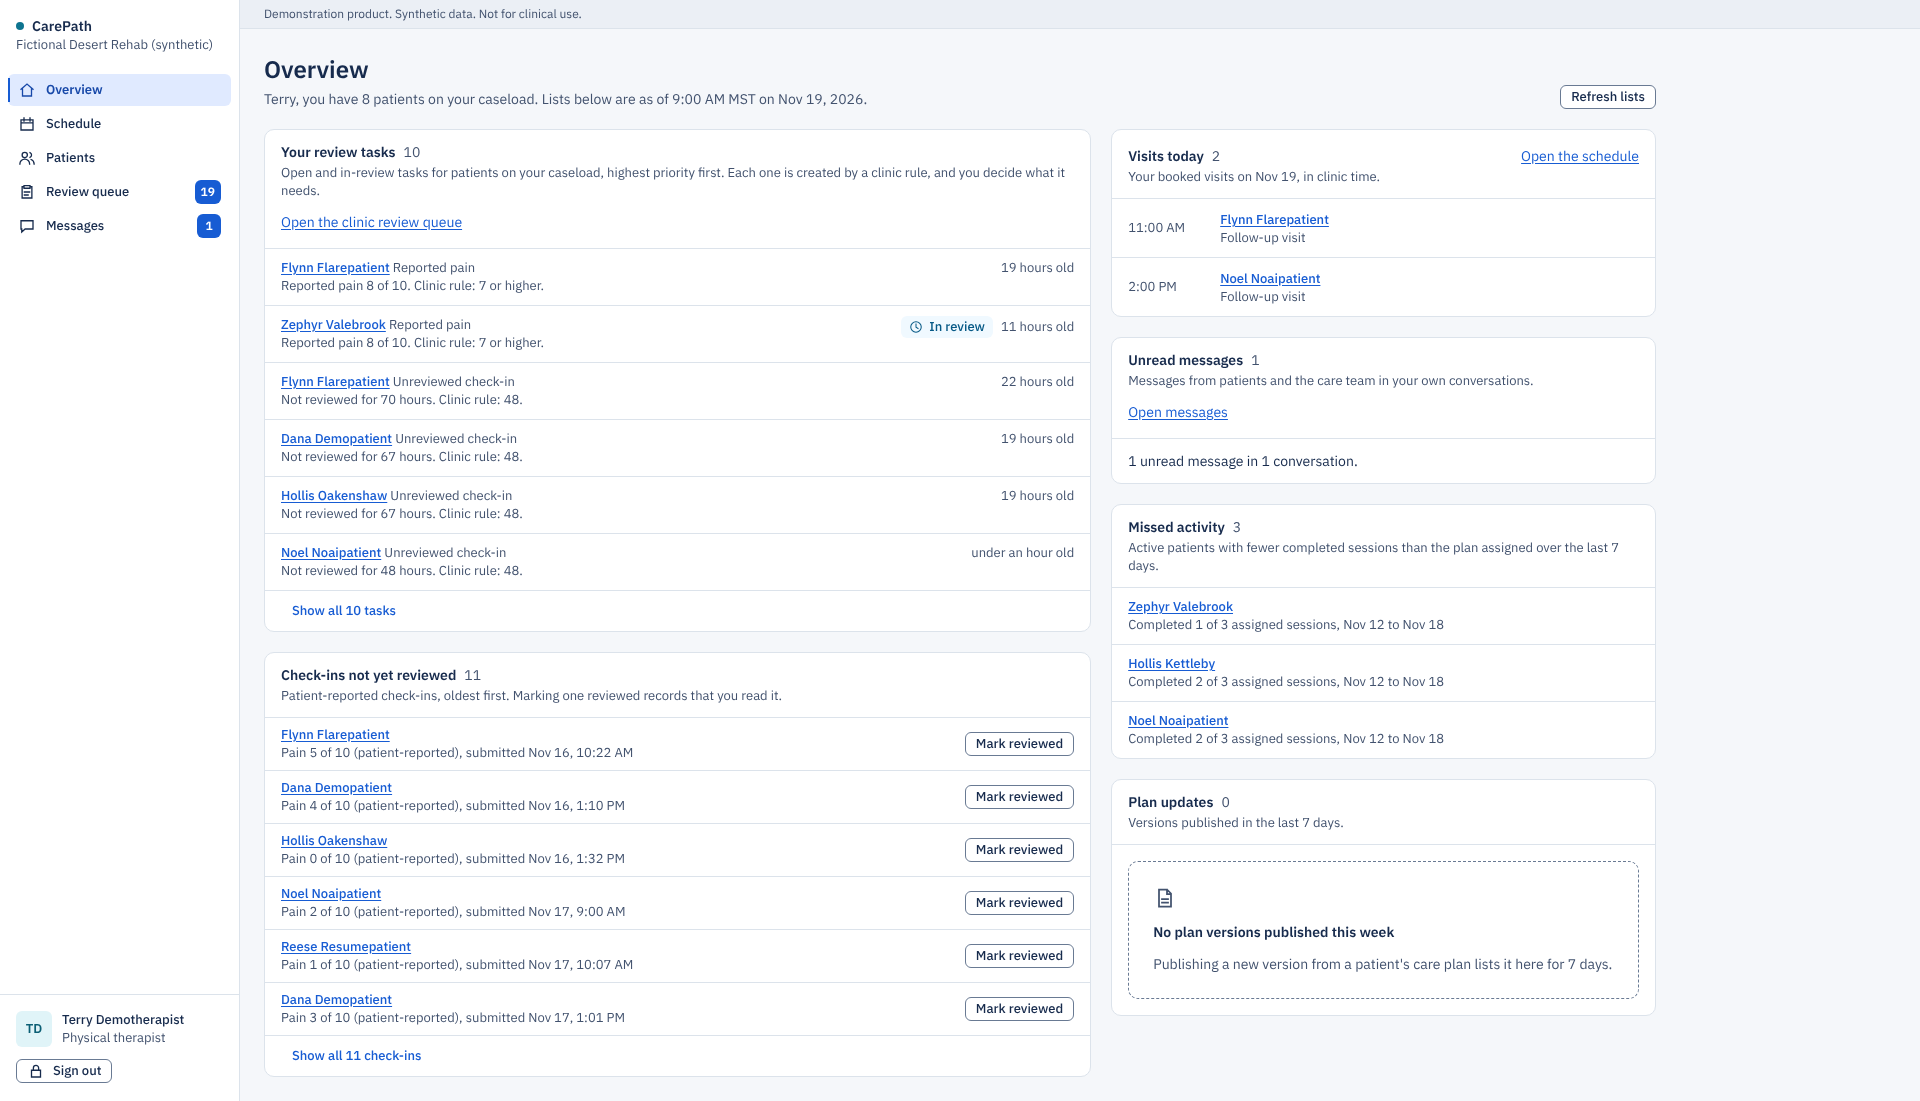 CarePath
Fictional Desert Rehab (synthetic)
Overview
Schedule
Patients
Review queue 19
Messages 1
Terry Demotherapist
TD
Physical therapist
Sign out
Demonstration product. Synthetic data. Not for clinical use.
Overview
Terry, you have 8 patients on your caseload. Lists below are as of 9:00 AM MST on Nov 19, 2026.
Refresh lists
Your review tasks 10
Open and in-review tasks for patients on your caseload, highest priority first. Each one is created by a clinic rule, and you decide what it
needs.
Open the clinic review queue
Flynn Flarepatient Reported pain 19 hours old
Reported pain 8 of 10. Clinic rule: 7 or higher.
Zephyr Valebrook Reported pain In review 11 hours old
Reported pain 8 of 10. Clinic rule: 7 or higher.
Flynn Flarepatient Unreviewed check-in 22 hours old
Not reviewed for 70 hours. Clinic rule: 48.
Dana Demopatient Unreviewed check-in 19 hours old
Not reviewed for 67 hours. Clinic rule: 48.
Hollis Oakenshaw Unreviewed check-in 19 hours old
Not reviewed for 67 hours. Clinic rule: 48.
Noel Noaipatient Unreviewed check-in under an hour old
Not reviewed for 48 hours. Clinic rule: 48.
Show all 10 tasks
Check-ins not yet reviewed 11
Patient-reported check-ins, oldest first. Marking one reviewed records that you read it.
Flynn Flarepatient
Pain 5 of 10 (patient-reported), submitted Nov 16, 10:22 AM
Mark reviewed
Dana Demopatient
Pain 4 of 10 (patient-reported), submitted Nov 16, 1:10 PM
Mark reviewed
Hollis Oakenshaw
Pain 0 of 10 (patient-reported), submitted Nov 16, 1:32 PM
Mark reviewed
Noel Noaipatient
Pain 2 of 10 (patient-reported), submitted Nov 17, 9:00 AM
Mark reviewed
Reese Resumepatient
Pain 1 of 10 (patient-reported), submitted Nov 17, 10:07 AM
Mark reviewed
Dana Demopatient
Pain 3 of 10 (patient-reported), submitted Nov 17, 1:01 PM
Mark reviewed
Show all 11 check-ins
Visits today 2
Open the schedule
Your booked visits on Nov 19, in clinic time.
11:00 AM
Flynn Flarepatient
Follow-up visit
2:00 PM
Noel Noaipatient
Follow-up visit
Unread messages 1
Messages from patients and the care team in your own conversations.
Open messages
1 unread message in 1 conversation.
Missed activity 3
Active patients with fewer completed sessions than the plan assigned over the last 7
days.
Zephyr Valebrook
Completed 1 of 3 assigned sessions, Nov 12 to Nov 18
Hollis Kettleby
Completed 2 of 3 assigned sessions, Nov 12 to Nov 18
Noel Noaipatient
Completed 2 of 3 assigned sessions, Nov 12 to Nov 18
Plan updates 0
Versions published in the last 7 days.
No plan versions published this week
Publishing a new version from a patient's care plan lists it here for 7 days.